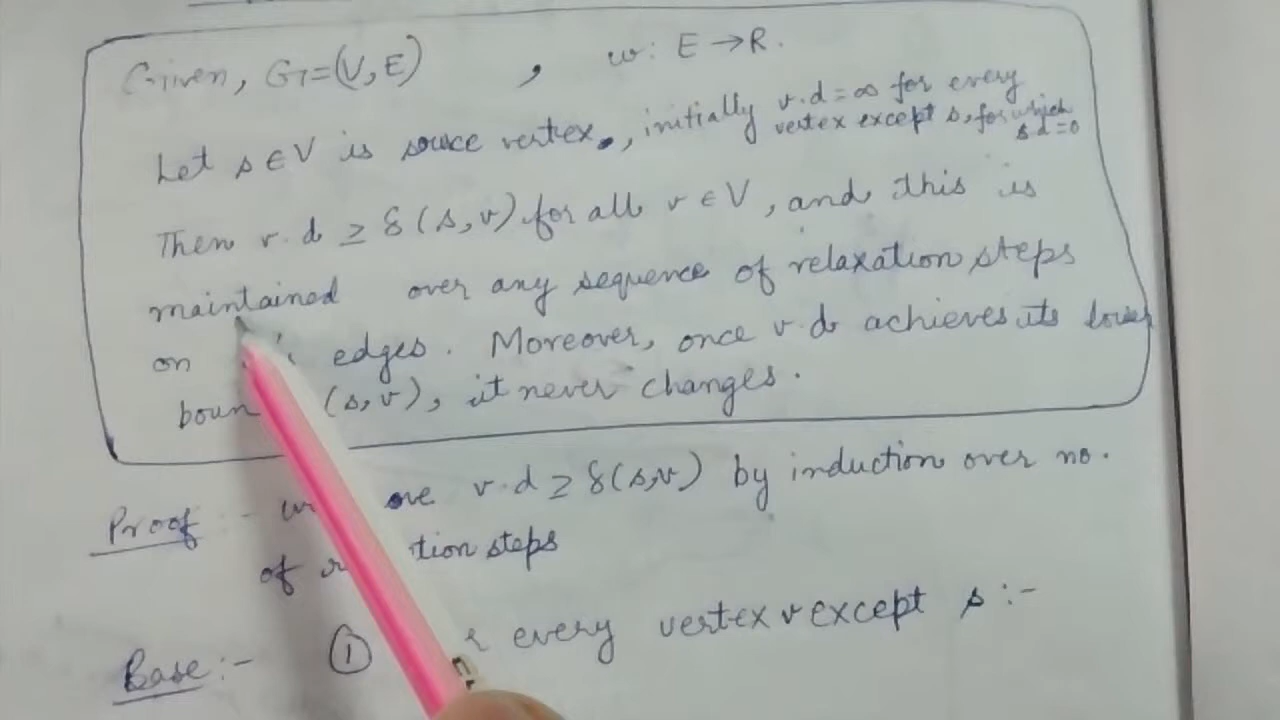 Given, G=(V,E) , w: E→R.
Let s∈V is source vertex, initially v.d=∞ for every
vertex except s, for which
s.d=0
Then v.d ≥ δ(s,v) for all v∈V, and this is
maintained over any sequence of relaxation steps
on edges. Moreover, once v.d achieves its lower
boun (s,v), it never changes.
Proof :- v.d ≥ δ(s,v) by induction over no.
of tion steps
Base:- ① every vertex v except s:-